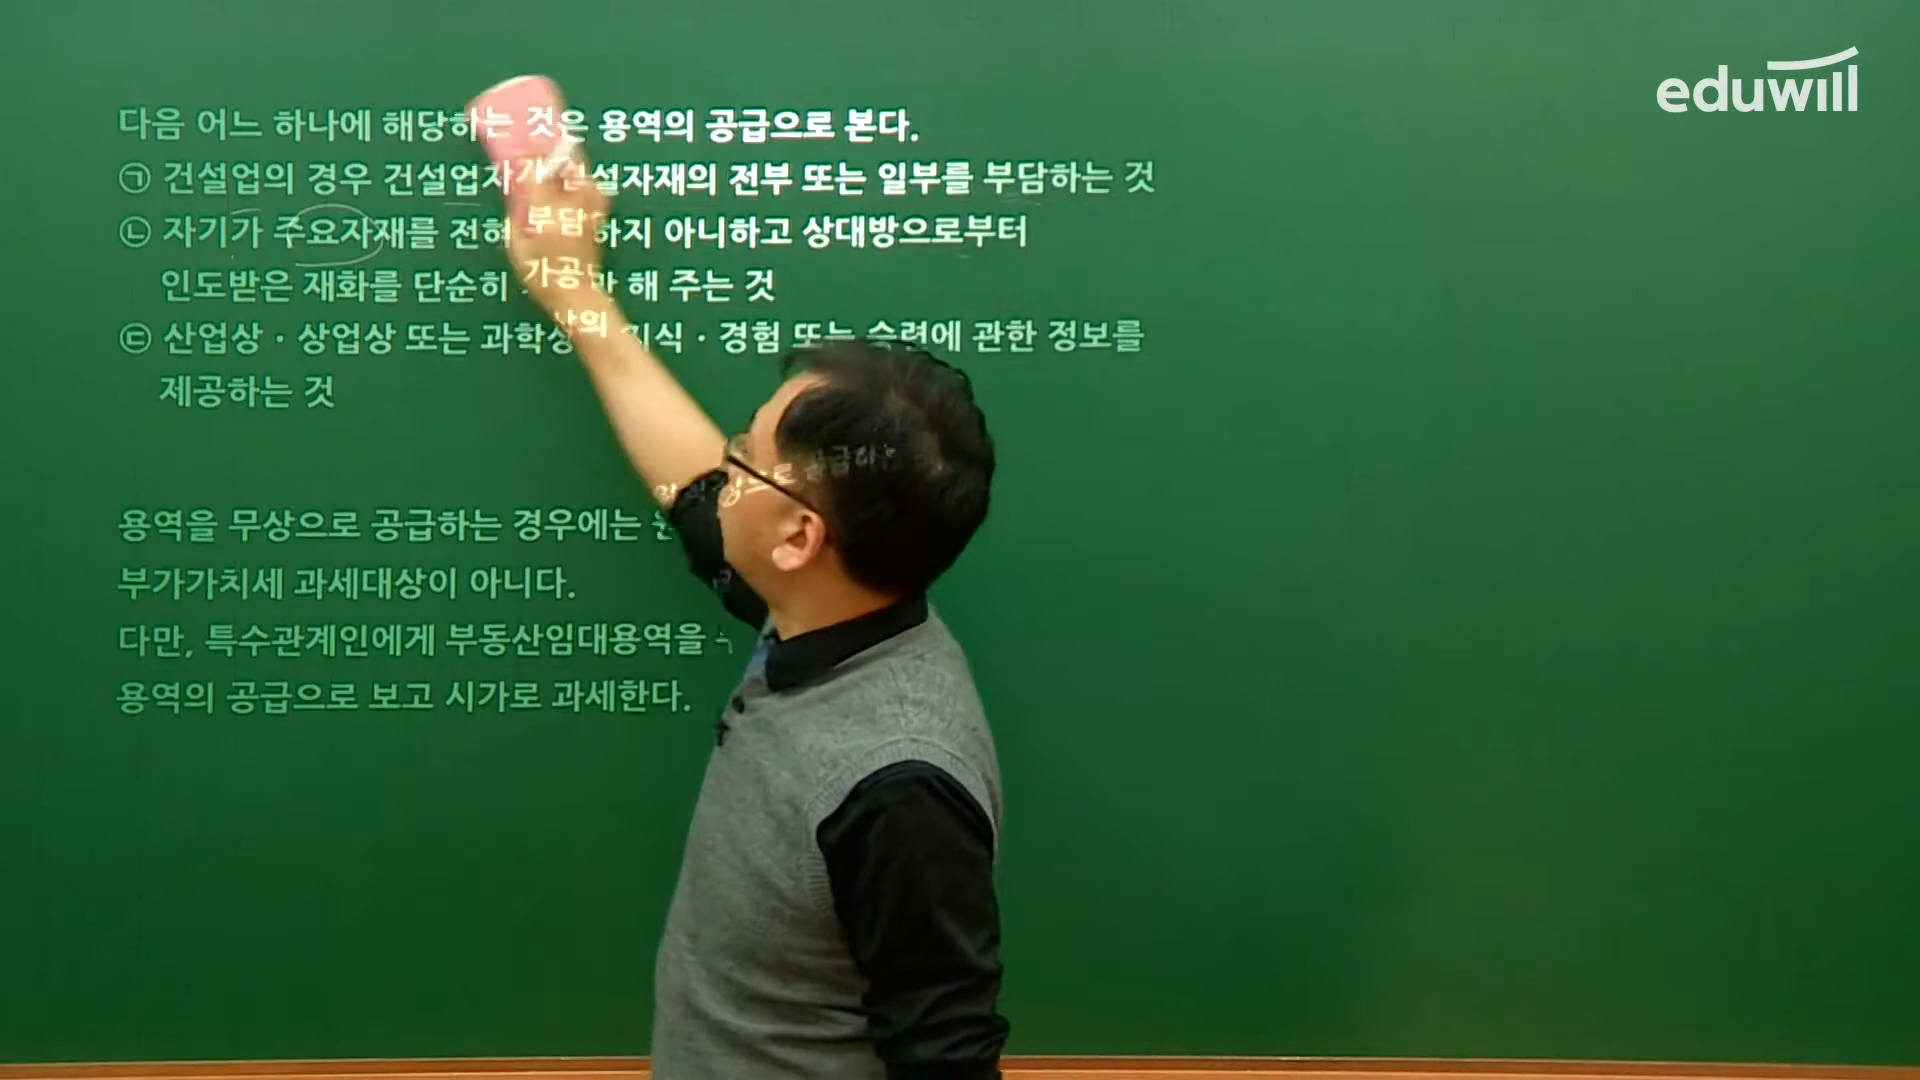 eduwill
다음 어느 하나에 해당하는 것은 용역의 공급으로 본다.
㉠ 건설업의 경우 건설업자가 건설자재의 전부 또는 일부를 부담하는 것
㉡ 자기가 주요자재를 전혀 부담하지 아니하고 상대방으로부터
인도받은 재화를 단순히 가공만 해 주는 것
㉢ 산업상 · 상업상 또는 과학상의 지식 · 경험 또는 숙련에 관한 정보를
제공하는 것
용역을 무상으로 공급하는 경우에는
부가가치세 과세대상이 아니다.
다만, 특수관계인에게 부동산임대용역을
용역의 공급으로 보고 시가로 과세한다.